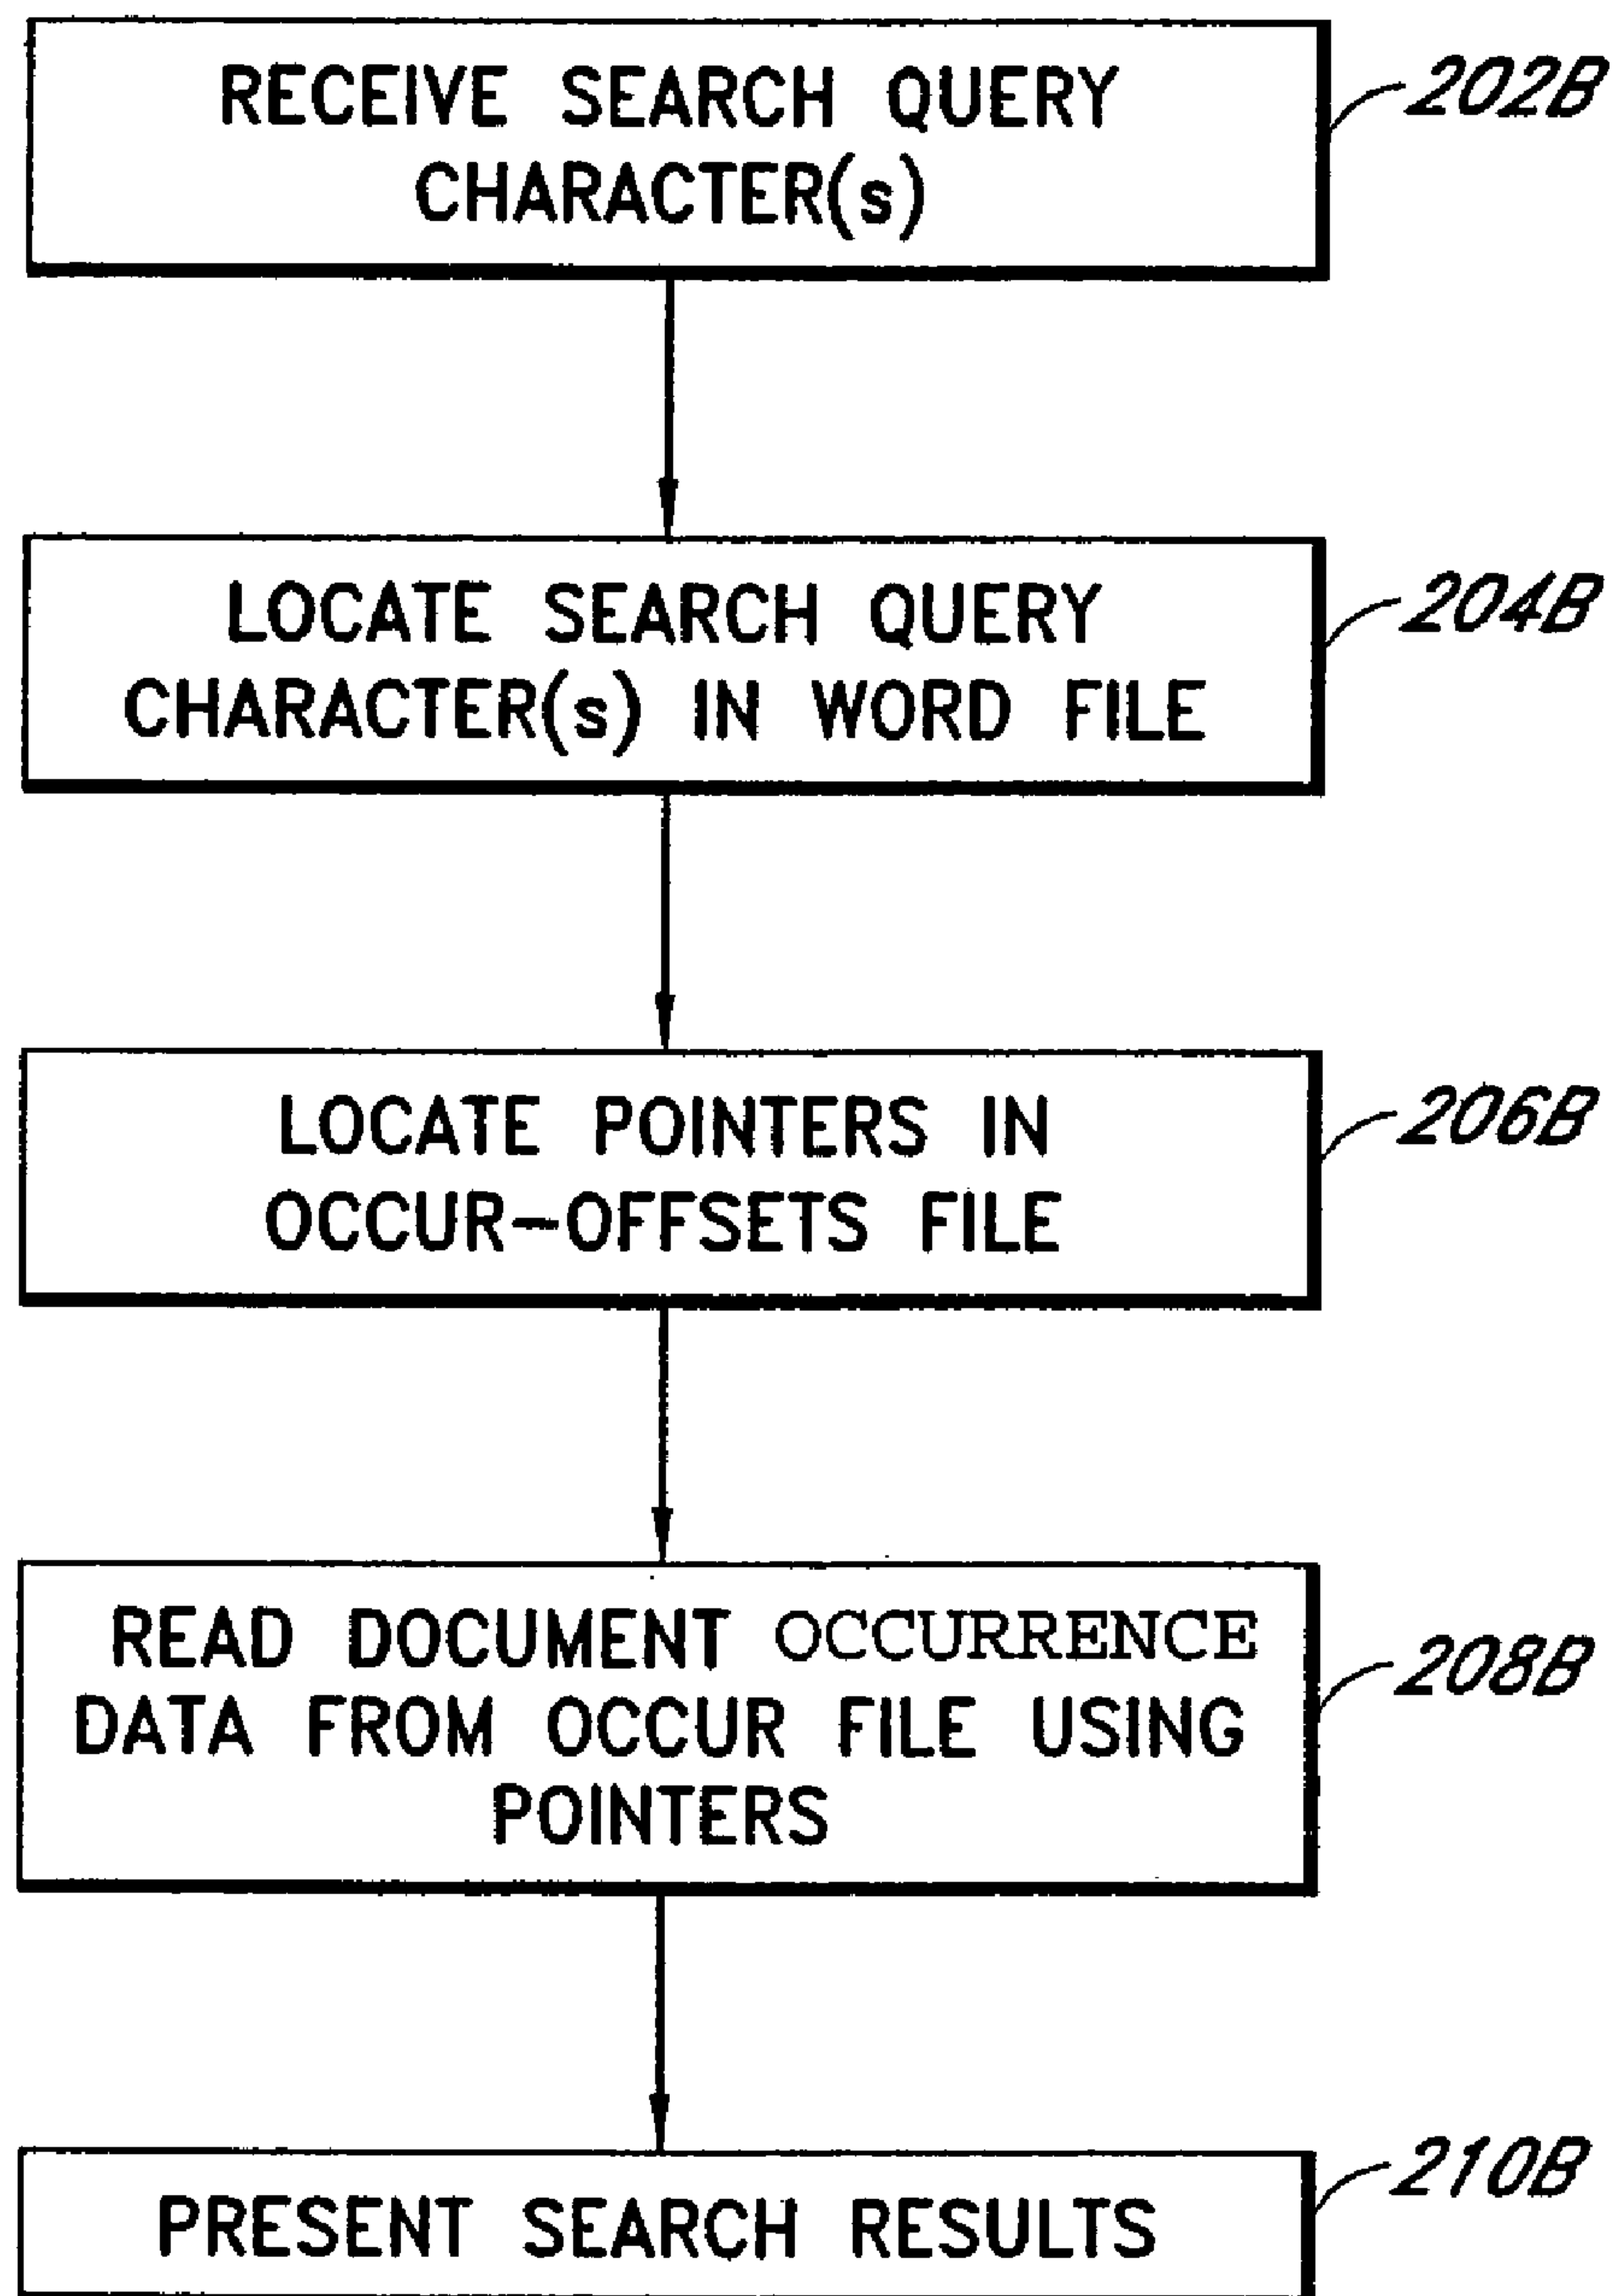 RECEIVE SEARCH QUERY
CHARACTER(s)
202B
LOCATE SEARCH QUERY
CHARACTER(s) IN WORD FILE
204B
LOCATE POINTERS IN
OCCUR-OFFSETS FILE
206B
READ DOCUMENT OCCURRENCE
DATA FROM OCCUR FILE USING
POINTERS
208B
PRESENT SEARCH RESULTS
210B